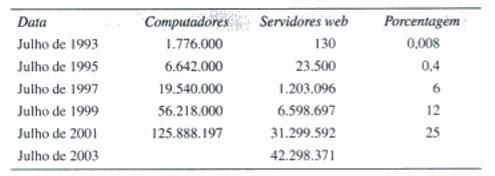 Data Computadores Servidores web Porcentagem
Julho de 1993 1.776.000 130 0,008
Julho de 1995 6.642.000 23.500 0,4
Julho de 1997 19.540.000 1.203.096 6
Julho de 1999 56.218.000 6.598.697 12
Julho de 2001 125.888.197 31.299.592 25
Julho de 2003 42.298.371